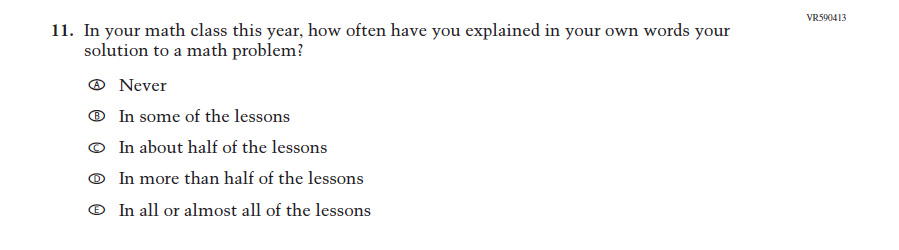 VR590413
11. In your math class this year, how often have you explained in your own words your
solution to a math problem?
A Never
B In some of the lessons
C In about half of the lessons
D In more than half of the lessons
E In all or almost all of the lessons